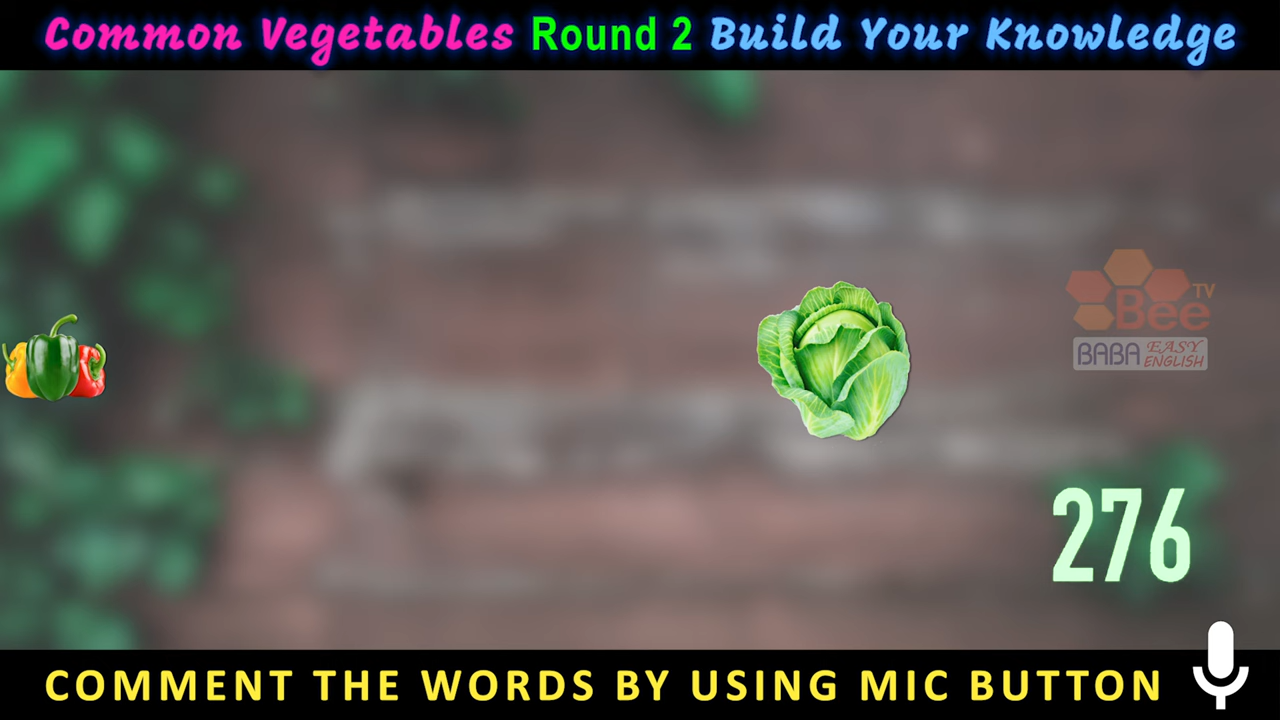 Common Vegetables Round 2 Build Your Knowledge
Bee TV
BABA EASY ENGLISH
276
COMMENT THE WORDS BY USING MIC BUTTON